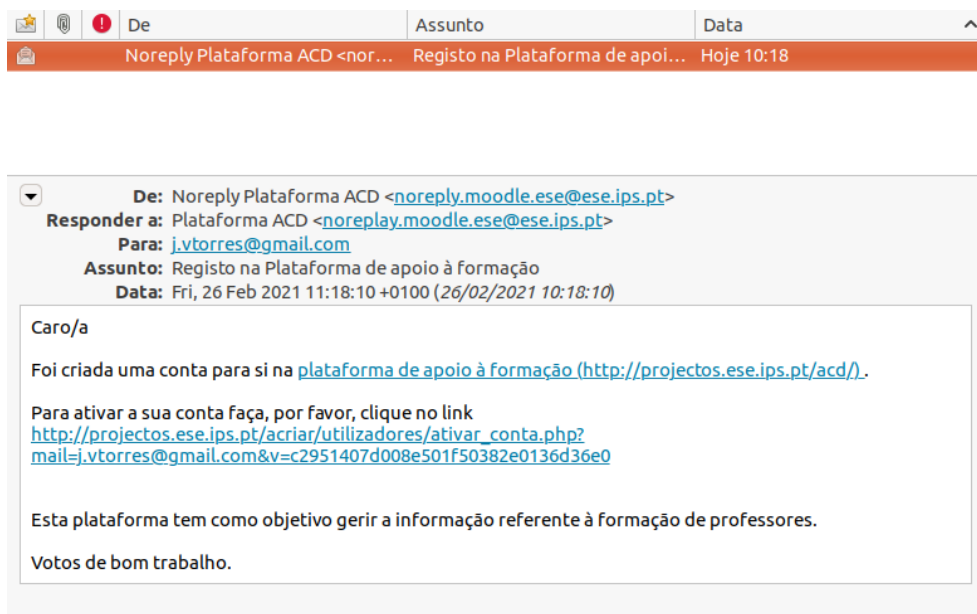 De Assunto Data
Noreply Plataforma ACD <nor... Registo na Plataforma de apoi... Hoje 10:18
De: Noreply Plataforma ACD <noreply.moodle.ese@ese.ips.pt>
Responder a: Plataforma ACD <noreplay.moodle.ese@ese.ips.pt>
Para: j.vtorres@gmail.com
Assunto: Registo na Plataforma de apoio à formação
Data: Fri, 26 Feb 2021 11:18:10 +0100 (26/02/2021 10:18:10)
Caro/a
Foi criada uma conta para si na plataforma de apoio à formação (http://projectos.ese.ips.pt/acd/) .
Para ativar a sua conta faça, por favor, clique no link
http://projectos.ese.ips.pt/acriar/utilizadores/ativar_conta.php?
mail=j.vtorres@gmail.com&v=c2951407d008e501f50382e0136d36e0
Esta plataforma tem como objetivo gerir a informação referente à formação de professores.
Votos de bom trabalho.